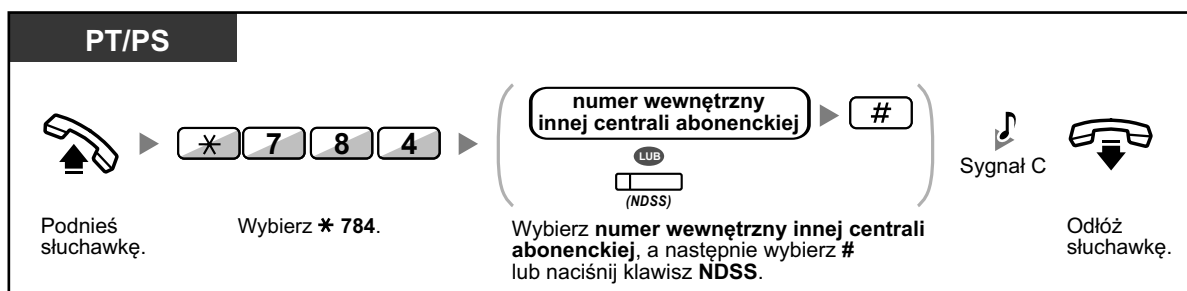 PT/PS
numer wewnętrzny
innej centrali abonenckiej
#
LUB
(NDSS)
* 7 8 4
Sygnał C
Podnieś
słuchawkę.
Wybierz * 784.
Wybierz numer wewnętrzny innej centrali
abonenckiej, a następnie wybierz #
lub naciśnij klawisz NDSS.
Odłóż
słuchawkę.